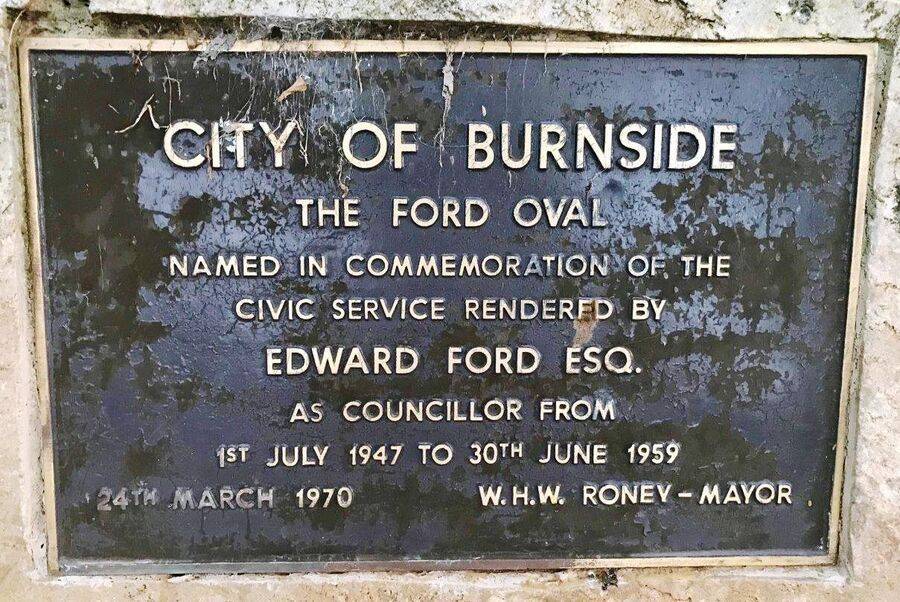 CITY OF BURNSIDE
THE FORD OVAL
NAMED IN COMMEMORATION OF THE
CIVIC SERVICE RENDERED BY
EDWARD FORD ESQ.
AS COUNCILLOR FROM
1ST JULY 1947 TO 30TH JUNE 1959
24TH MARCH 1970 W.H.W. RONEY - MAYOR